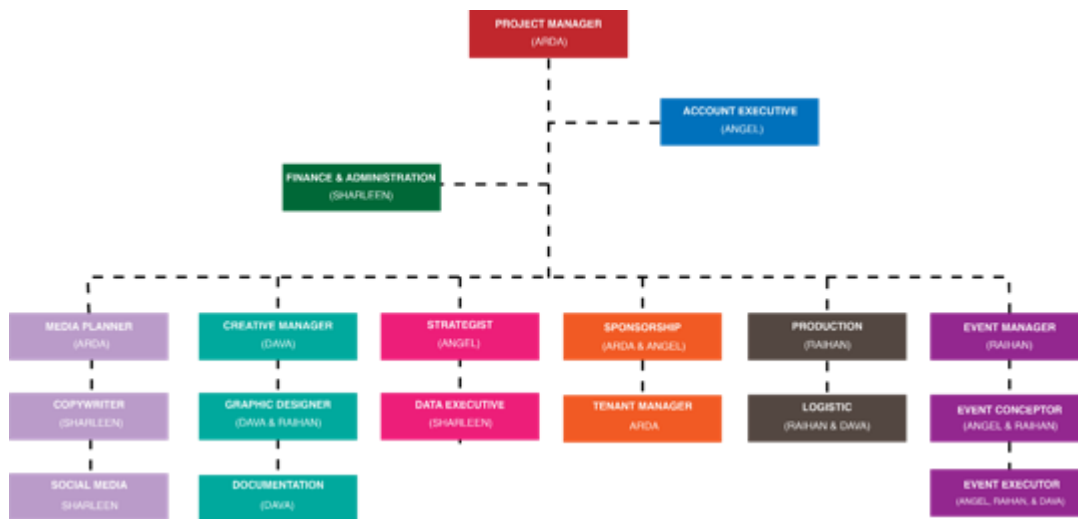 PROJECT MANAGER
(ARDA)
ACCOUNT EXECUTIVE
(ANGEL)
FINANCE & ADMINISTRATION
(SHARLEEN)
MEDIA PLANNER
(ARDA)
CREATIVE MANAGER
(DAVA)
STRATEGIST
(ANGEL)
SPONSORSHIP
(ARDA & ANGEL)
PRODUCTION
(RAIHAN)
EVENT MANAGER
(RAIHAN)
COPYWRITER
(SHARLEEN)
GRAPHIC DESIGNER
(DAVA & RAIHAN)
DATA EXECUTIVE
(SHARLEEN)
TENANT MANAGER
ARDA
LOGISTIC
(RAIHAN & DAVA)
EVENT CONCEPTOR
(ANGEL & RAIHAN)
SOCIAL MEDIA
SHARLEEN
DOCUMENTATION
(DAVA)
EVENT EXECUTOR
(ANGEL, RAIHAN, & DAVA)